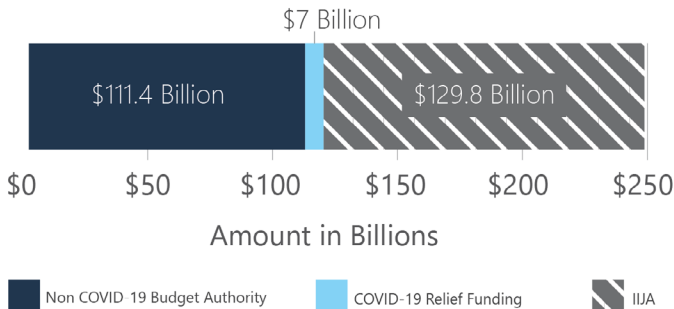 $7 Billion
$111.4 Billion $129.8 Billion
$0 $50 $100 $150 $200 $250
Amount in Billions
Non COVID-19 Budget Authority COVID-19 Relief Funding IIJA